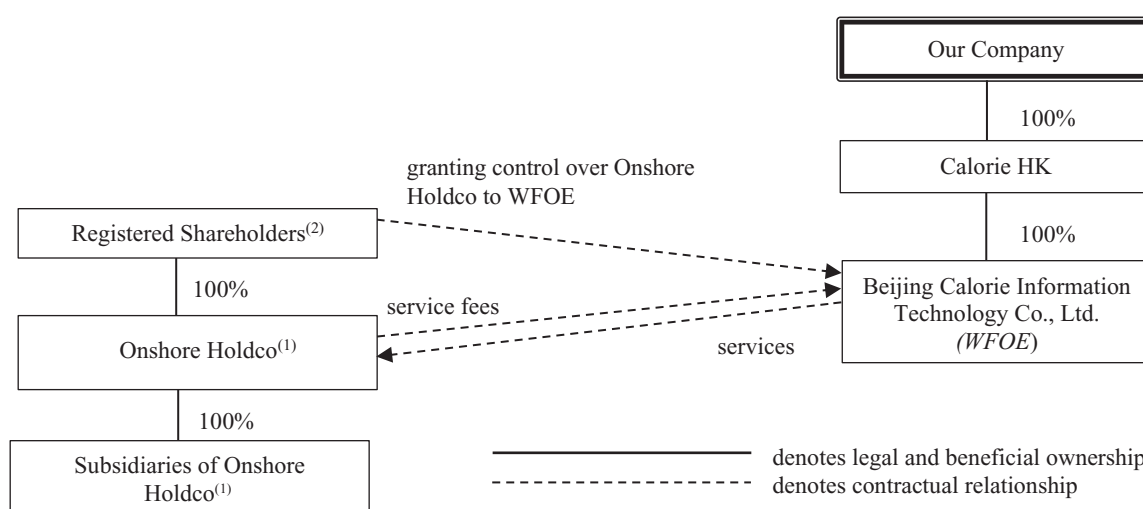 Our Company
100%
Calorie HK
granting control over Onshore
Holdco to WFOE
100%
Registered Shareholders(2)
100%
Beijing Calorie Information
Technology Co., Ltd.
(WFOE)
service fees
services
Onshore Holdco(1)
100%
Subsidiaries of Onshore
Holdco(1)
denotes legal and beneficial ownership
denotes contractual relationship